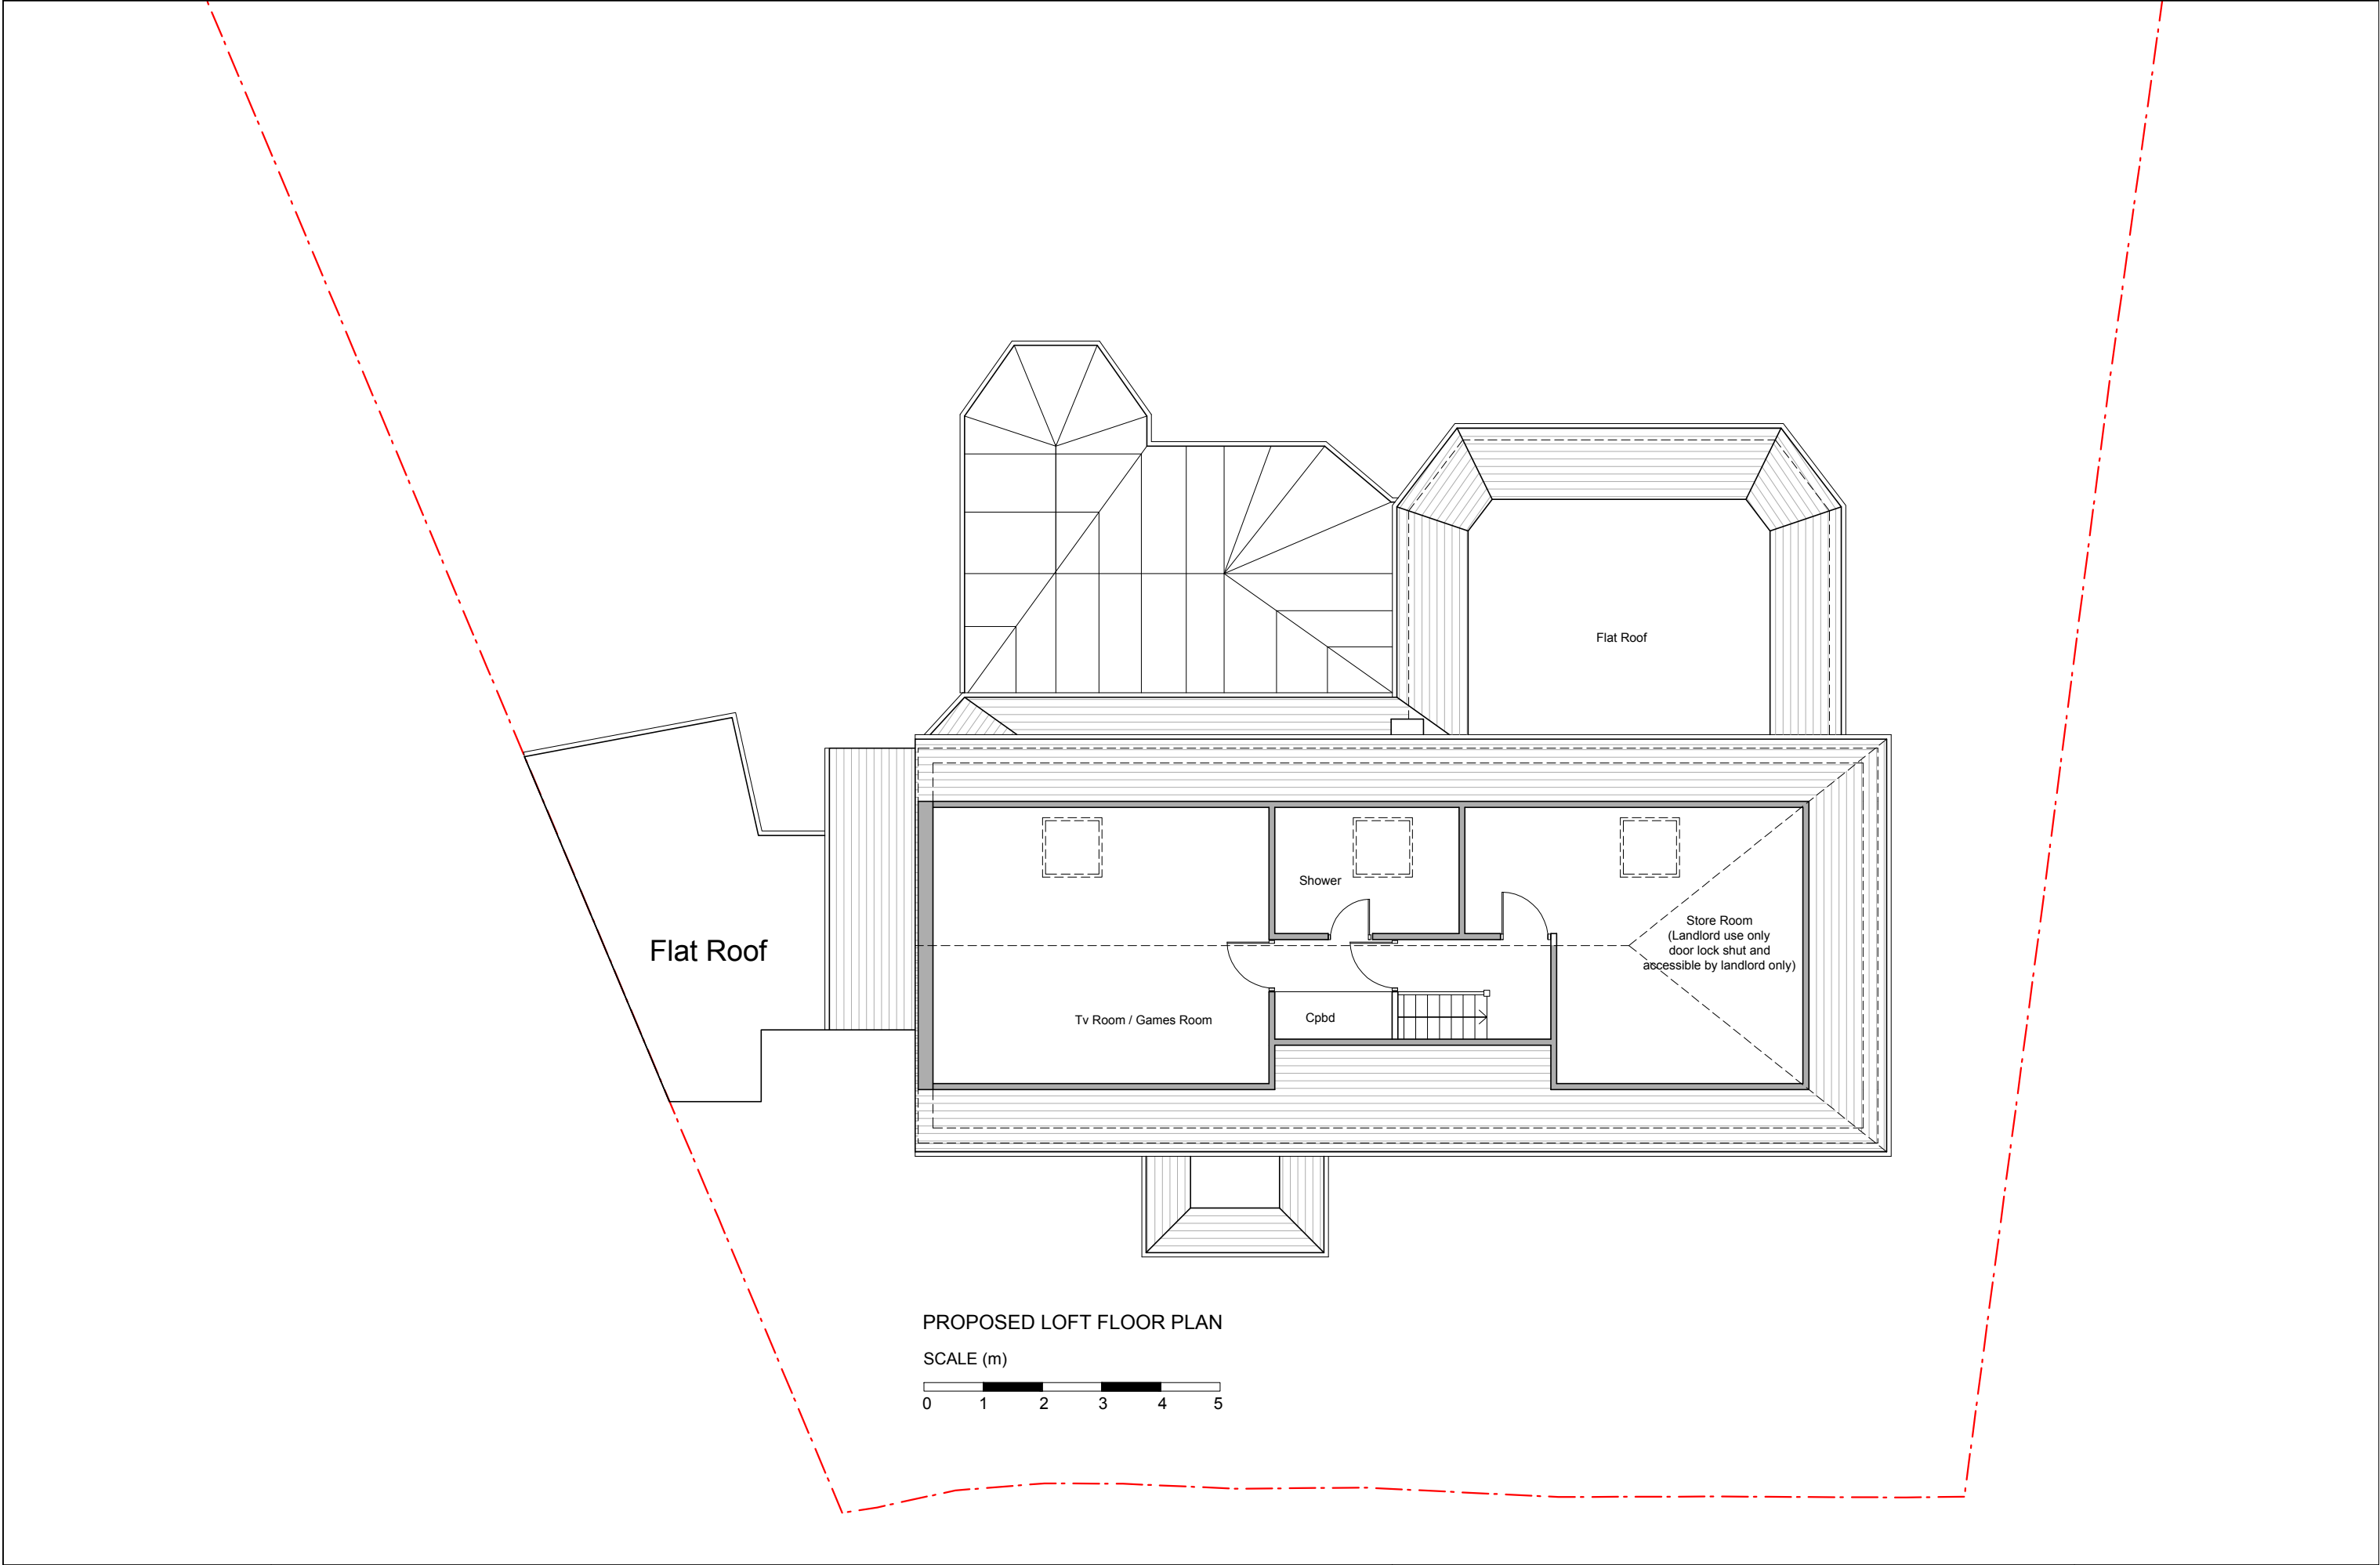 Flat Roof
Shower
Store Room
(Landlord use only
door lock shut and
accessible by landlord only)
Flat Roof
Tv Room / Games Room
Cpbd
PROPOSED LOFT FLOOR PLAN
SCALE (m)
0 1 2 3 4 5